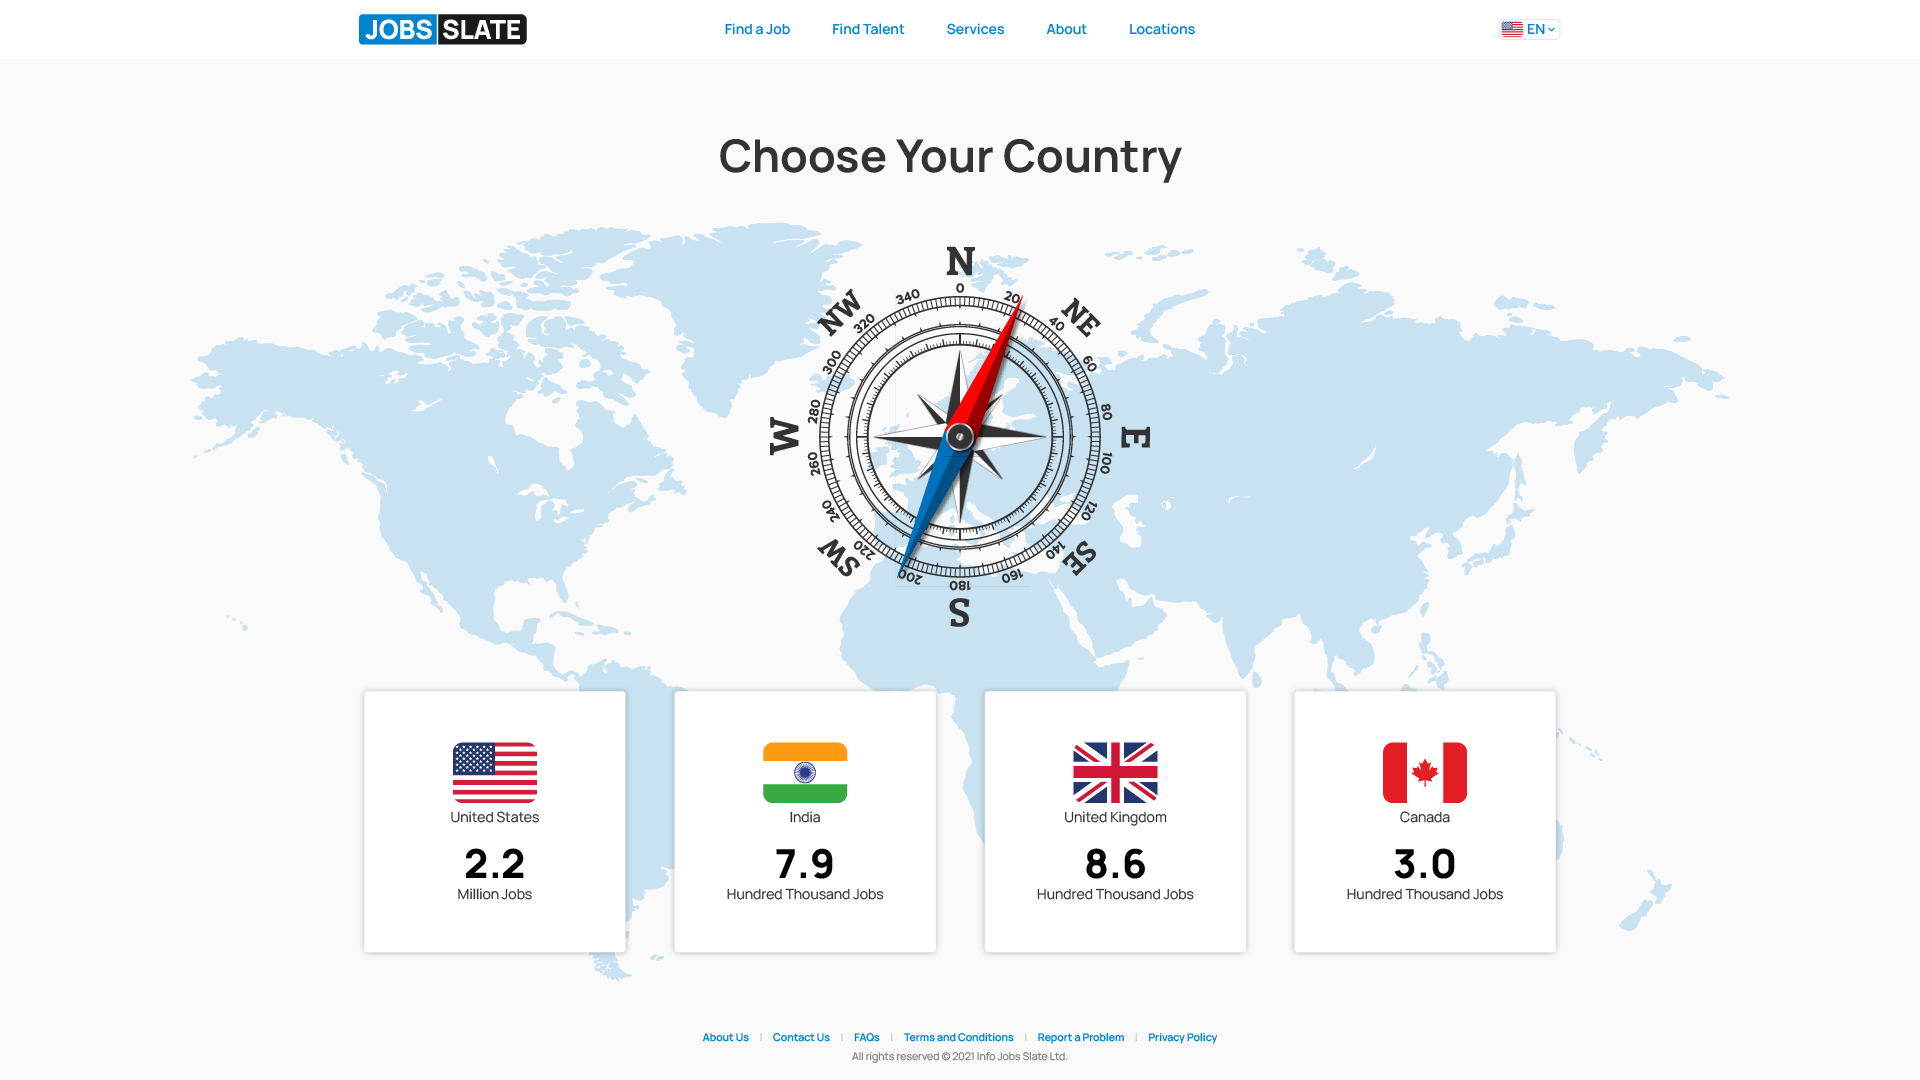 JOBS SLATE
Find a Job
Find Talent
Services
About
Locations
EN
Choose Your Country
N
0
20
NE
40
60
80
E
100
120
140
SE
160
180
S
200
220
SW
240
260
W
280
300
320
NW
340
United States
2.2
Million Jobs
India
7.9
Hundred Thousand Jobs
United Kingdom
8.6
Hundred Thousand Jobs
Canada
3.0
Hundred Thousand Jobs
About Us | Contact Us | FAQs | Terms and Conditions | Report a Problem | Privacy Policy
All rights reserved © 2021 Info Jobs Slate Ltd.